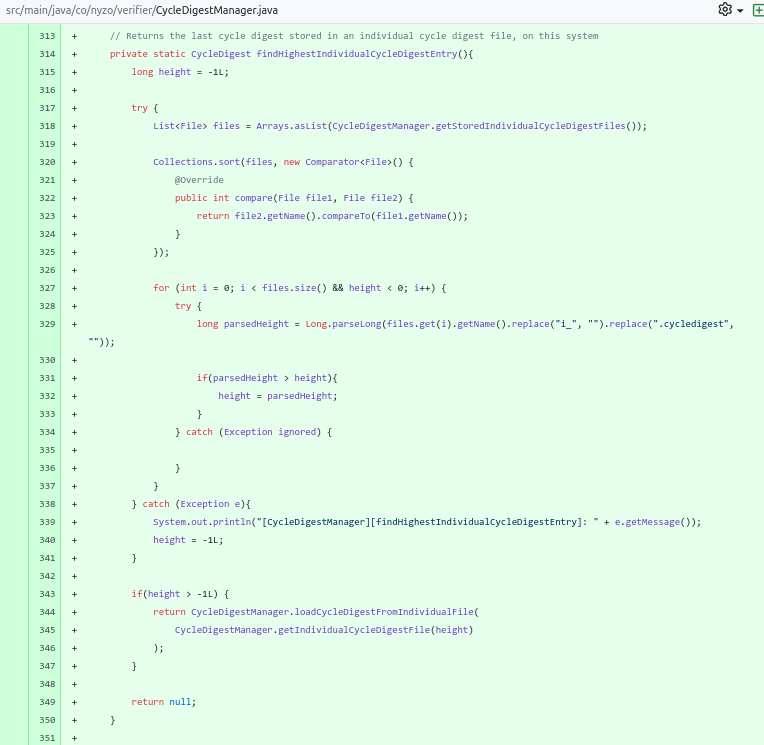 src/main/java/co/nyzo/verifier/CycleDigestManager.java
313 + // Returns the last cycle digest stored in an individual cycle digest file, on this system
314 + private static CycleDigest findHighestIndividualCycleDigestEntry(){
315 + long height = -1L;
316 +
317 + try {
318 + List<File> files = Arrays.asList(CycleDigestManager.getStoredIndividualCycleDigestFiles());
319 +
320 + Collections.sort(files, new Comparator<File>() {
321 + @Override
322 + public int compare(File file1, File file2) {
323 + return file2.getName().compareTo(file1.getName());
324 + }
325 + });
326 +
327 + for (int i = 0; i < files.size() && height < 0; i++) {
328 + try {
329 + long parsedHeight = Long.parseLong(files.get(i).getName().replace("i_", "").replace(".cycledigest",
""));
330 +
331 + if(parsedHeight > height){
332 + height = parsedHeight;
333 + }
334 + } catch (Exception ignored) {
335 +
336 + }
337 + }
338 + } catch (Exception e){
339 + System.out.println("[CycleDigestManager][findHighestIndividualCycleDigestEntry]: " + e.getMessage());
340 + height = -1L;
341 + }
342 +
343 + if(height > -1L) {
344 + return CycleDigestManager.loadCycleDigestFromIndividualFile(
345 + CycleDigestManager.getIndividualCycleDigestFile(height)
346 + );
347 + }
348 +
349 + return null;
350 + }
351 +